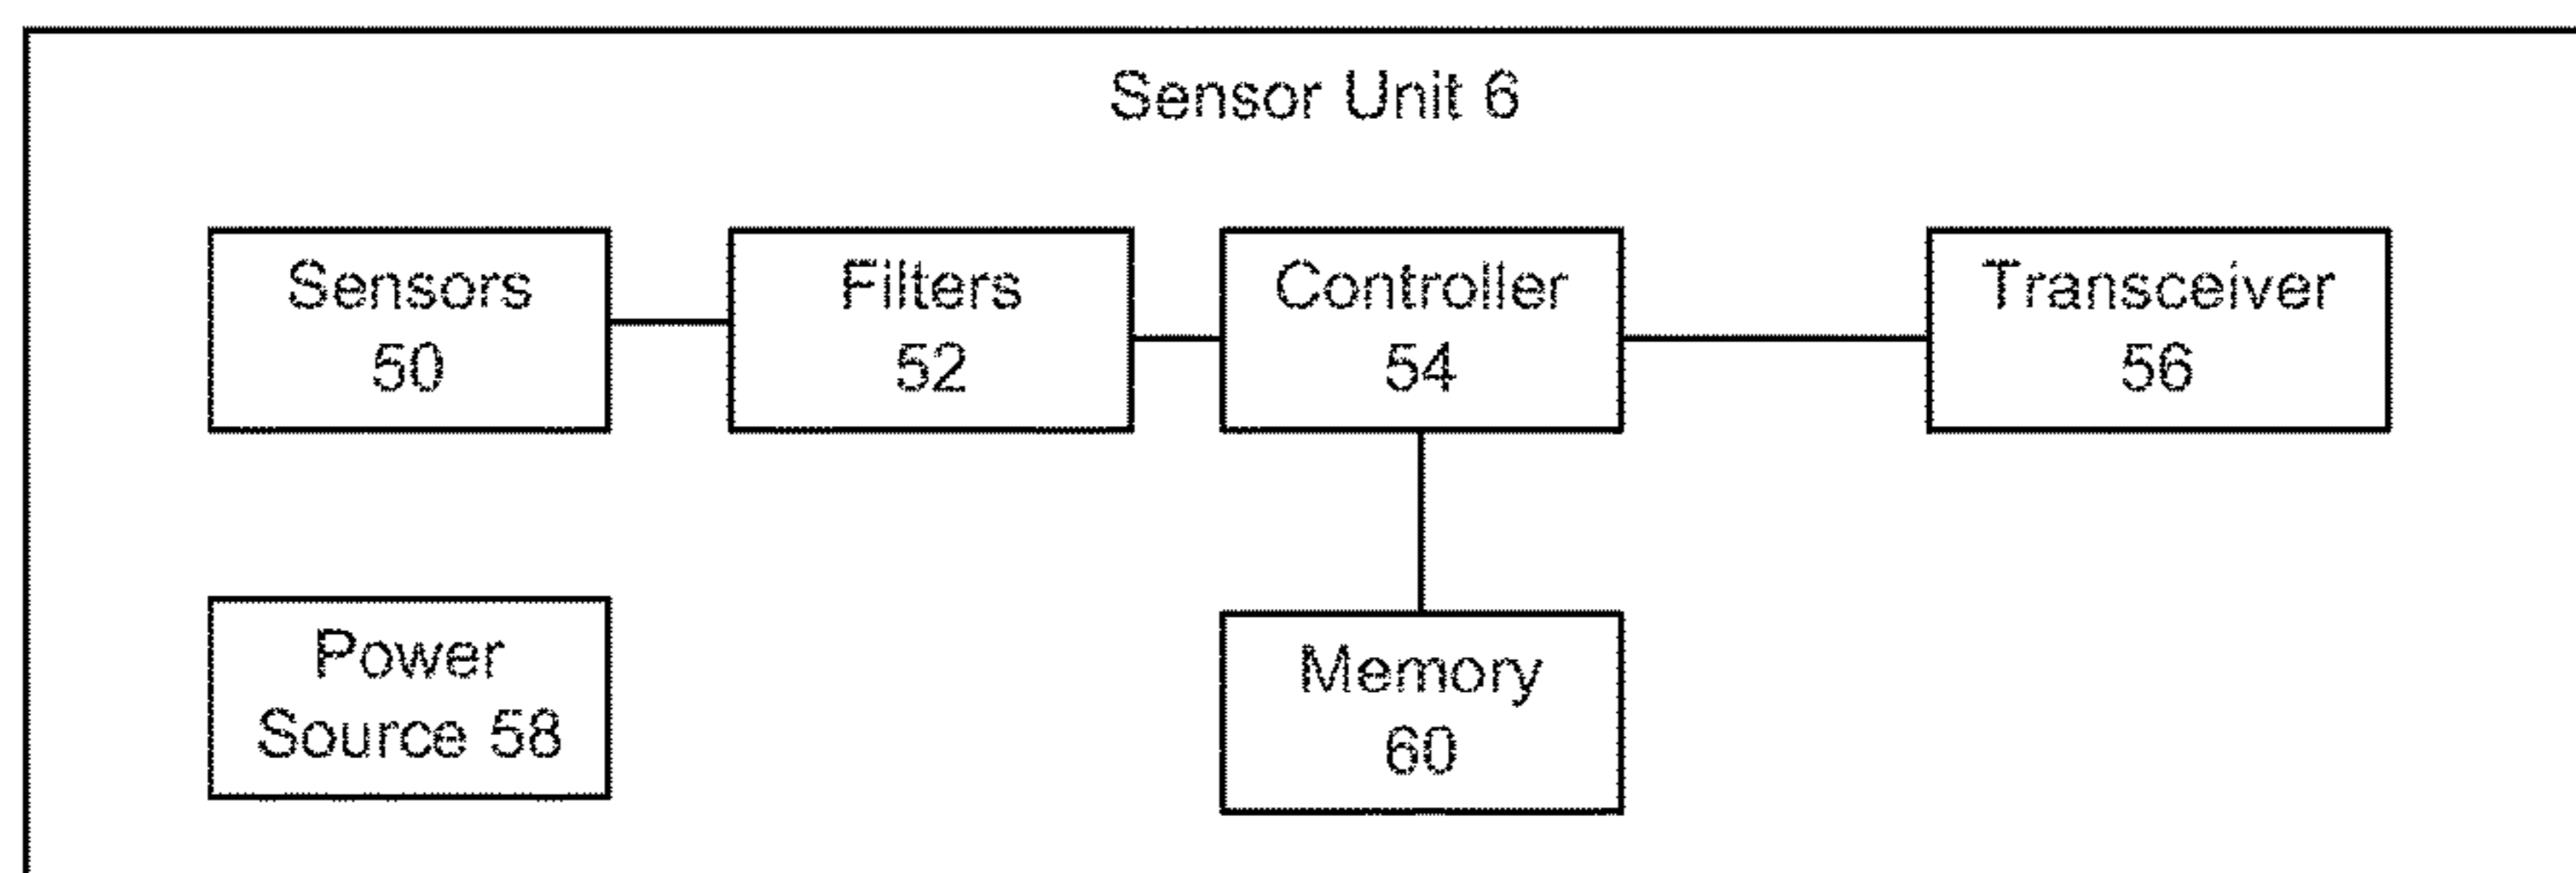 Sensor Unit 6
Sensors
50
Filters
52
Controller
54
Transceiver
56
Power
Source 58
Memory
60